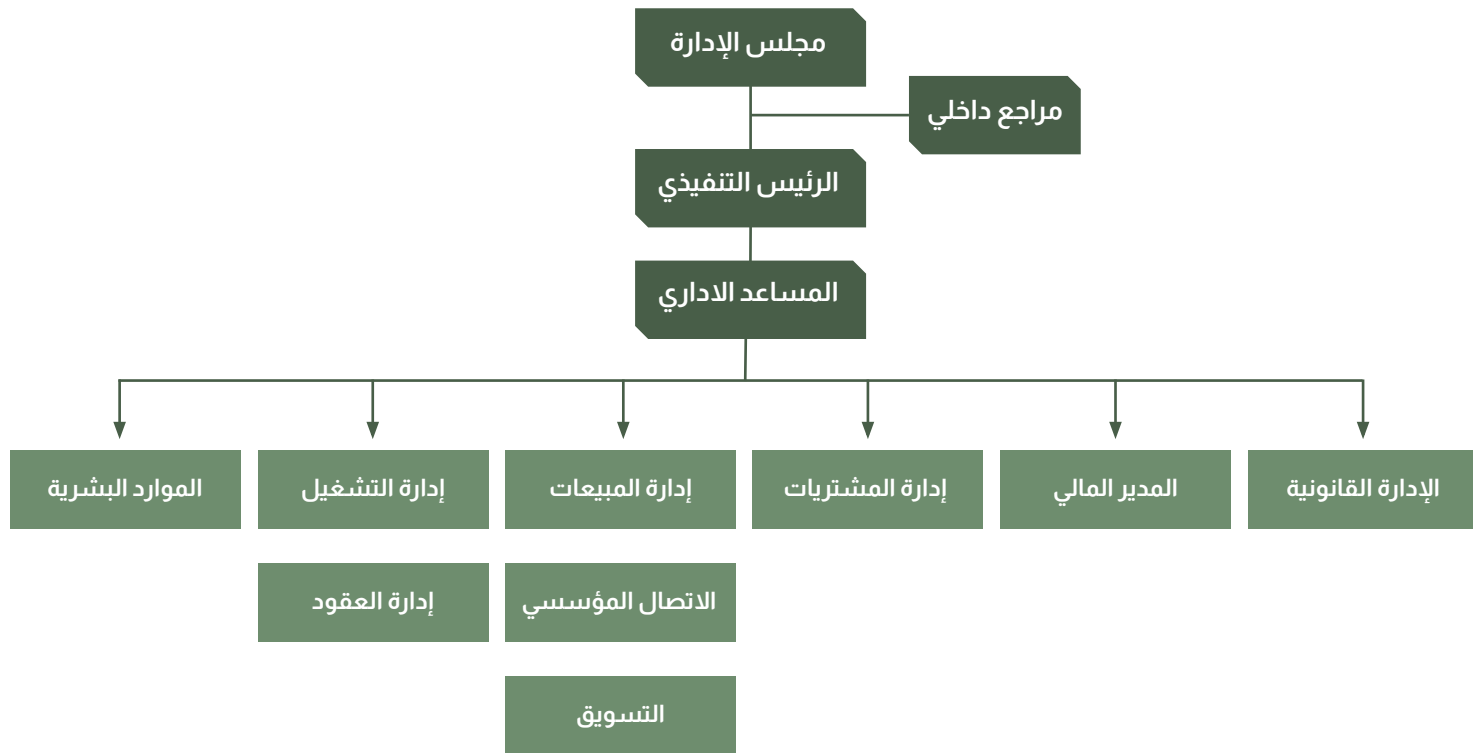 مجلس الإدارة
مراجع داخلي
الرئيس التنفيذي
المساعد الاداري
الإدارة القانونية
المدير المالي
إدارة المشتريات
إدارة المبيعات
إدارة التشغيل
الموارد البشرية
الاتصال المؤسسي
إدارة العقود
التسويق